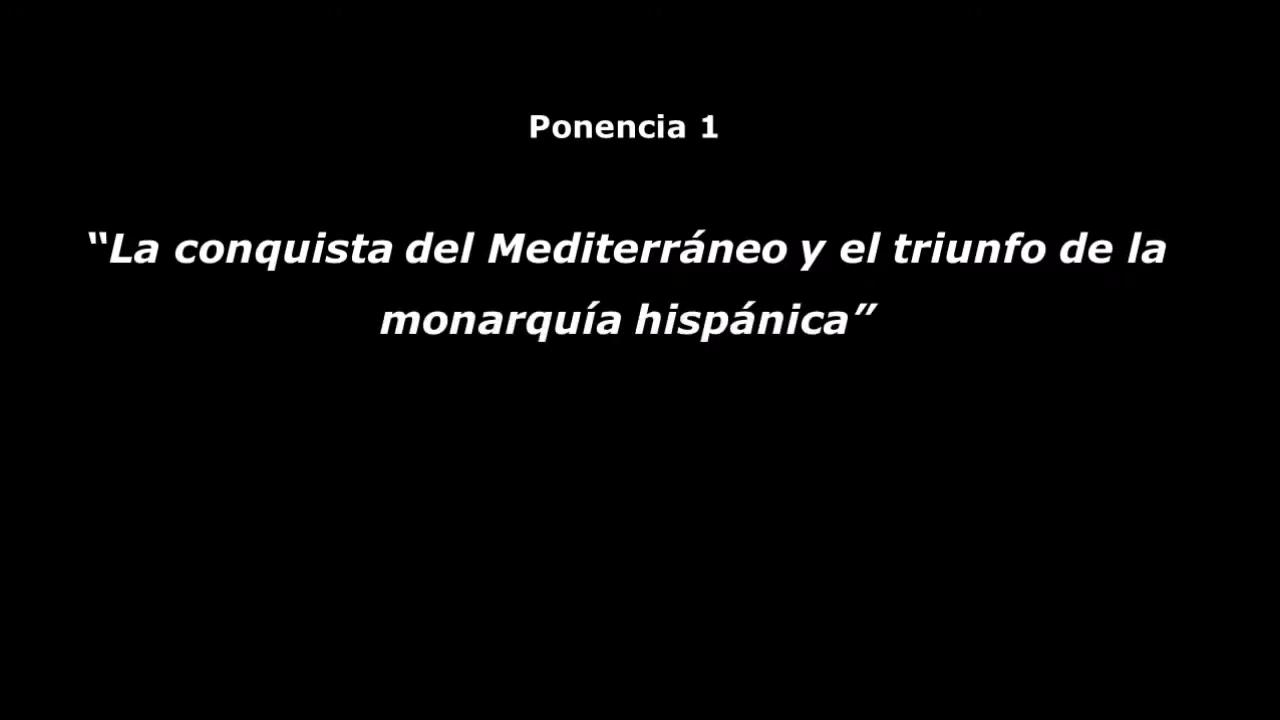 Ponencia 1
“La conquista del Mediterráneo y el triunfo de la
monarquía hispánica”